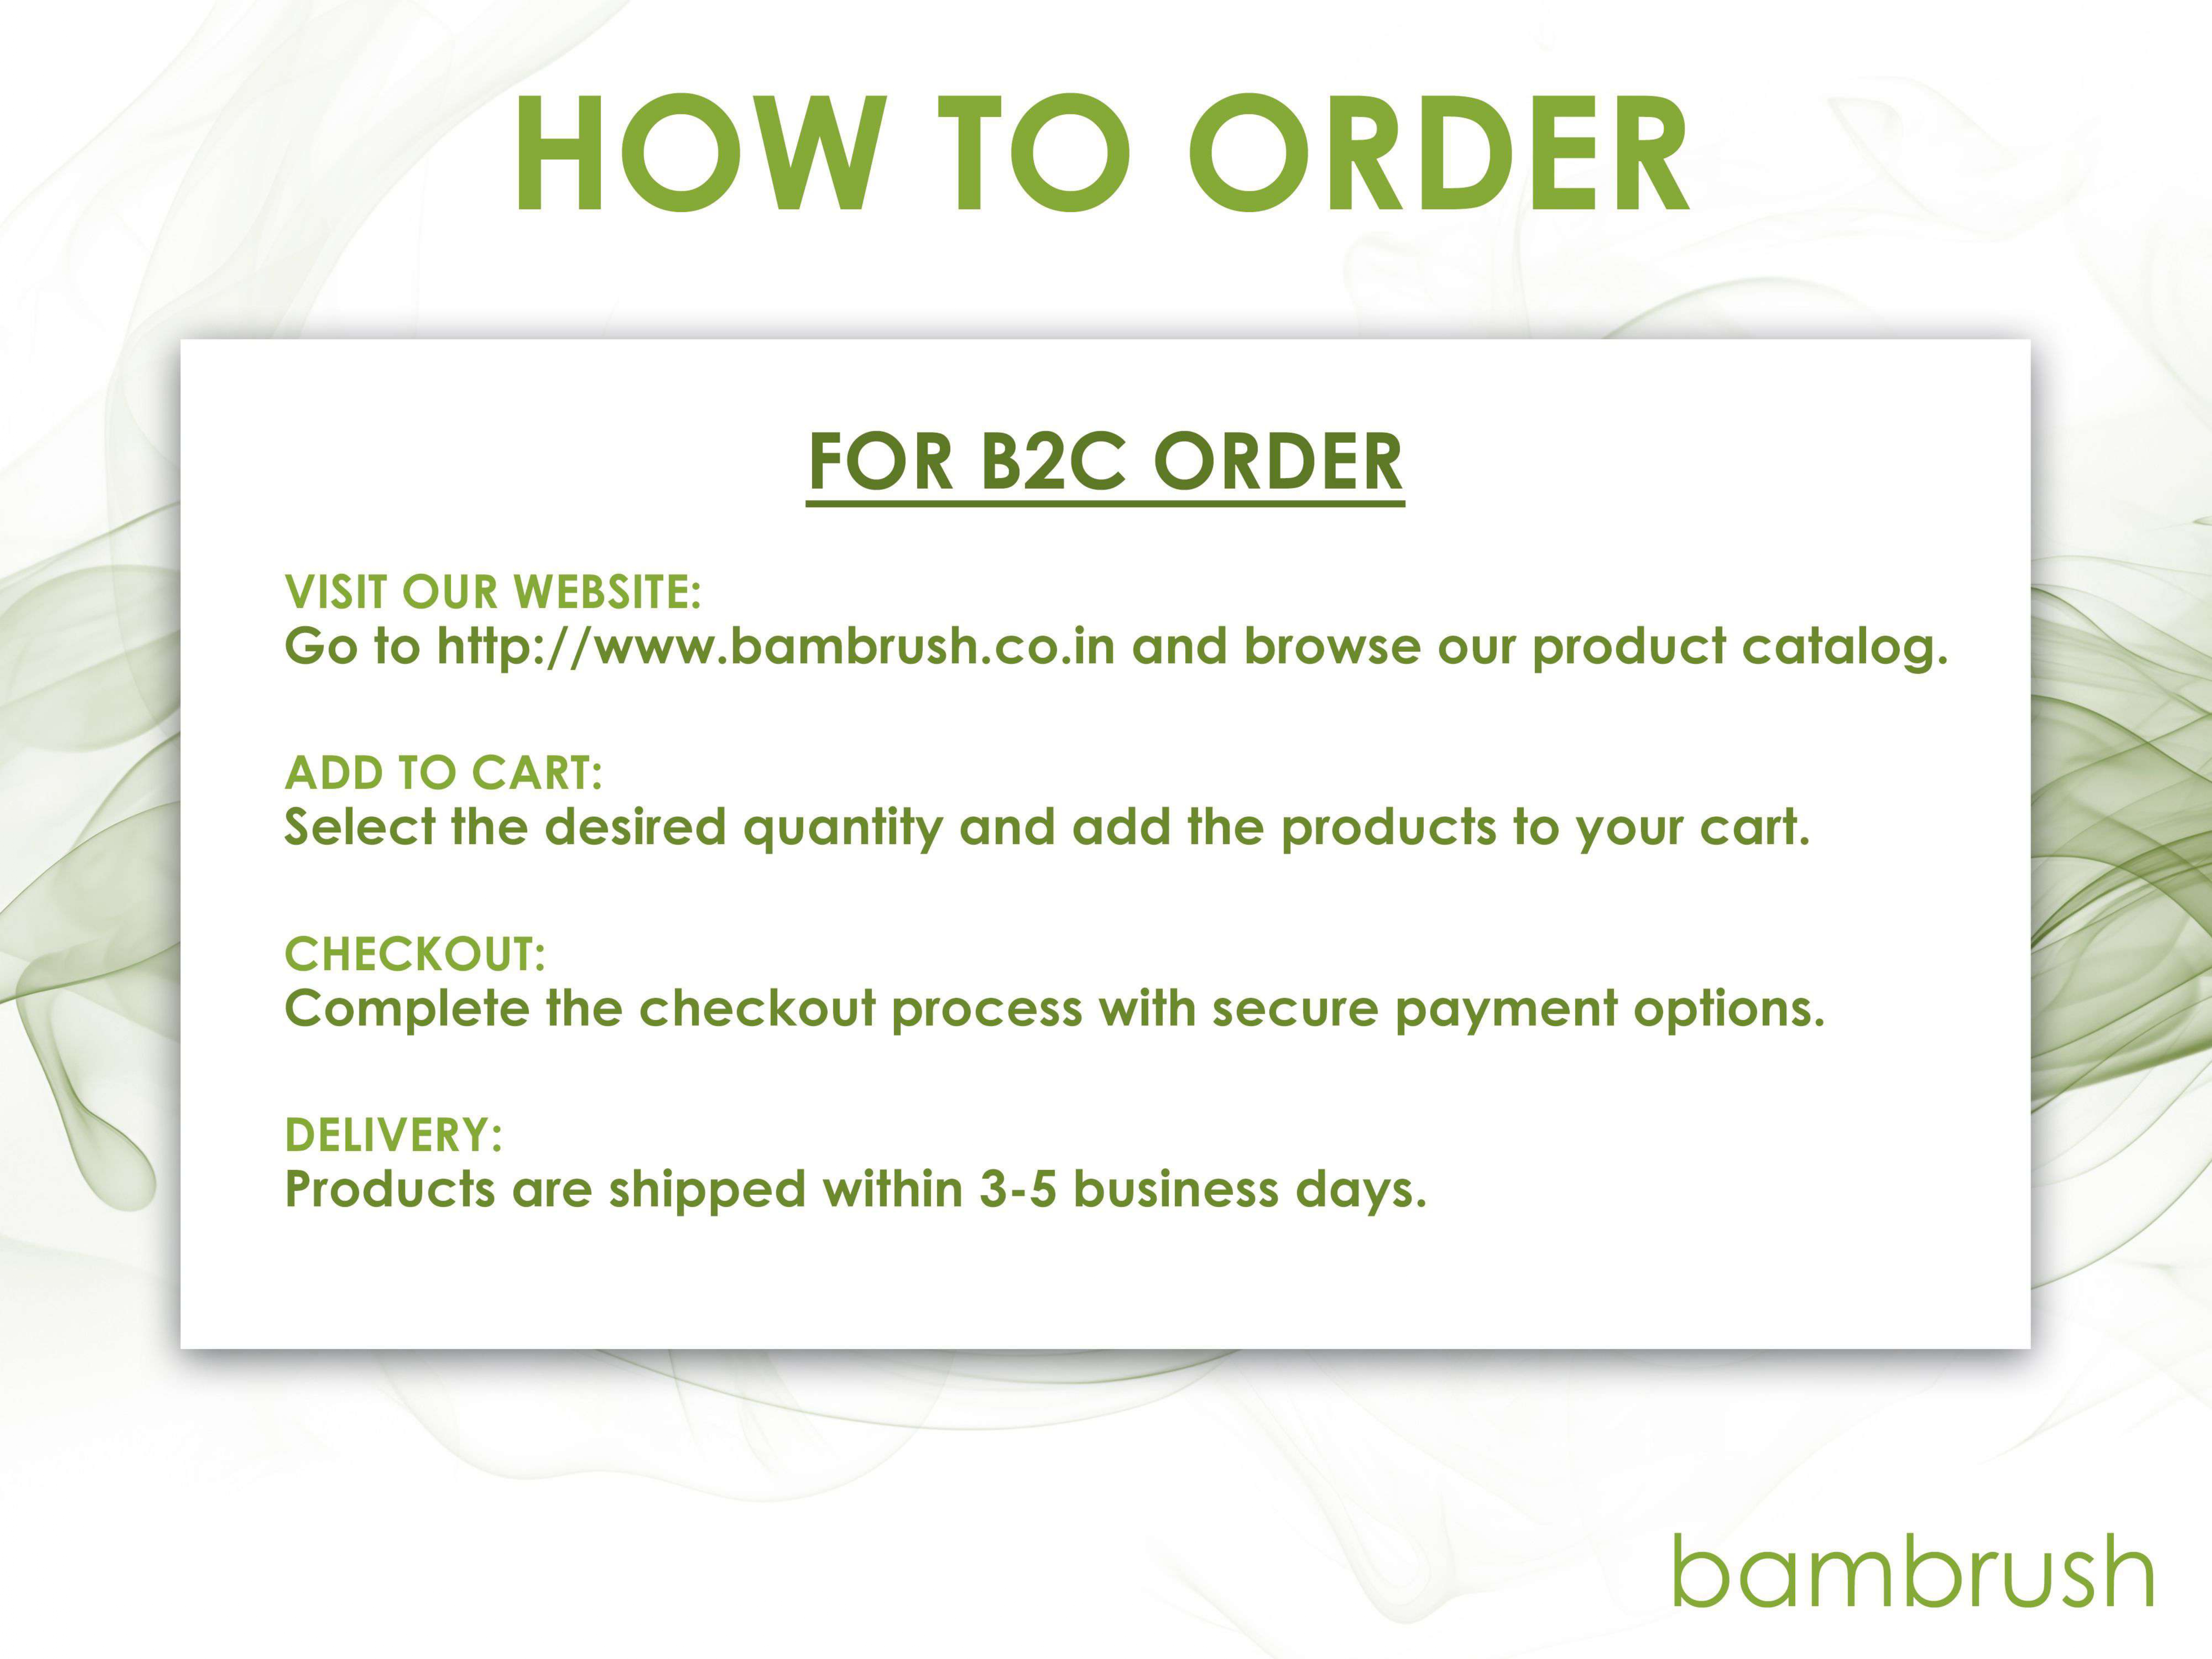 HOW TO ORDER
FOR B2C ORDER
VISIT OUR WEBSITE:
Go to http://www.bambrush.co.in and browse our product catalog.
ADD TO CART:
Select the desired quantity and add the products to your cart.
CHECKOUT:
Complete the checkout process with secure payment options.
DELIVERY:
Products are shipped within 3-5 business days.
bambrush